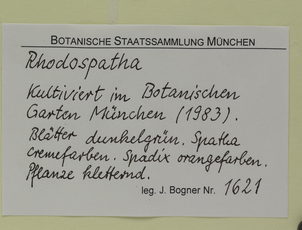 BOTANISCHE STAATSSAMMLUNG MÜNCHEN
Rhodospatha
Kultiviert im Botanischen
Garten München (1983).
Blätter dunkelgrün. Spatha
cremefarben. Spadix orangefarben.
Pflanze kletternd.
leg. J. Bogner Nr. 1621